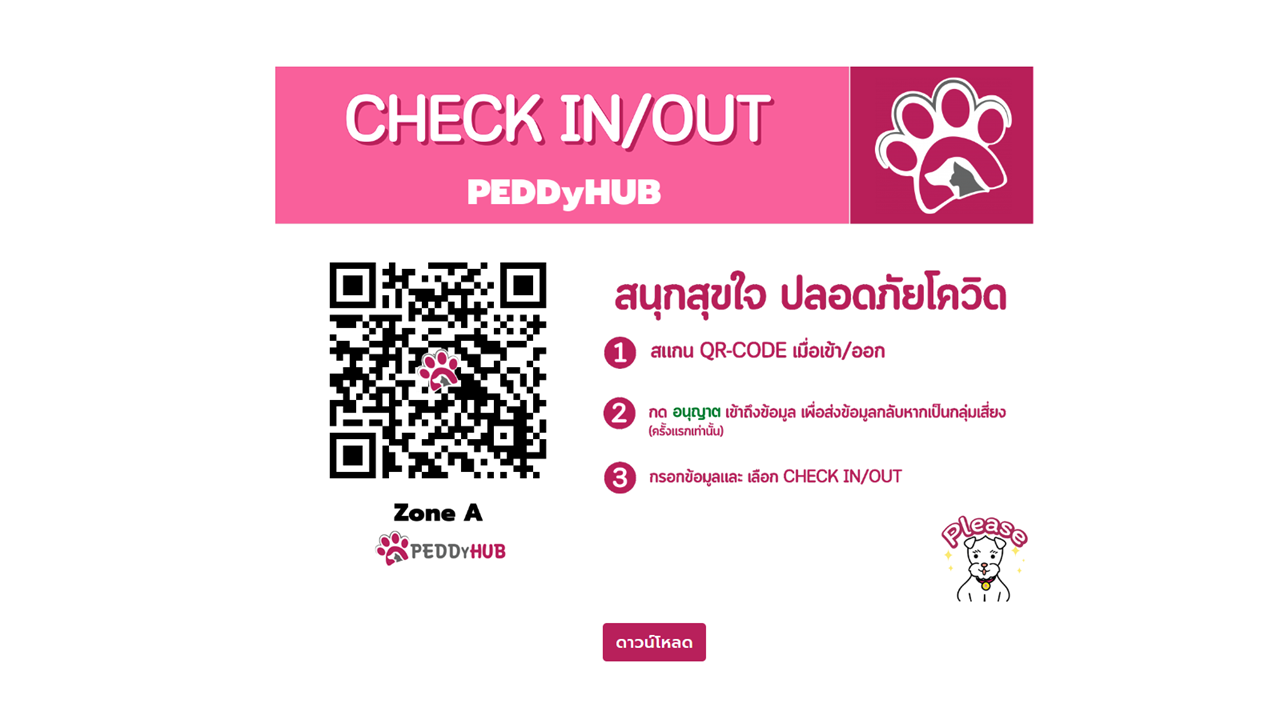 CHECK IN/OUT
PEDDyHUB
สนุกสุขใจ ปลอดภัยโควิด
1 สแกน QR-CODE เมื่อเข้า/ออก
2 กด อนุญาต เข้าถึงข้อมูล เพื่อส่งข้อมูลกลับหากเป็นกลุ่มเสี่ยง
(ครั้งแรกเท่านั้น)
3 กรอกข้อมูลและ เลือก CHECK IN/OUT
Zone A
PEDDyHUB
Please
ดาวน์โหลด